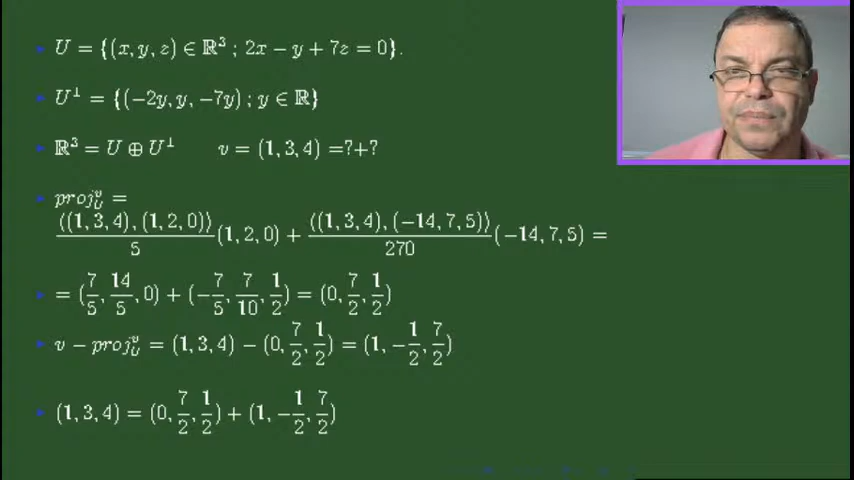 U = {(x, y, z) ∈ ℝ³ ; 2x − y + 7z = 0}.
U⊥ = {(−2y, y, −7y) ; y ∈ ℝ}
ℝ³ = U ⊕ U⊥ v = (1, 3, 4) =?+?
proj_U^v =
⟨(1, 3, 4), (1, 2, 0)⟩/5 (1, 2, 0) + ⟨(1, 3, 4), (−14, 7, 5)⟩/270 (−14, 7, 5) =
= (7/5, 14/5, 0) + (−7/5, 7/10, 1/2) = (0, 7/2, 1/2)
v − proj_U^v = (1, 3, 4) − (0, 7/2, 1/2) = (1, −1/2, 7/2)
(1, 3, 4) = (0, 7/2, 1/2) + (1, −1/2, 7/2)